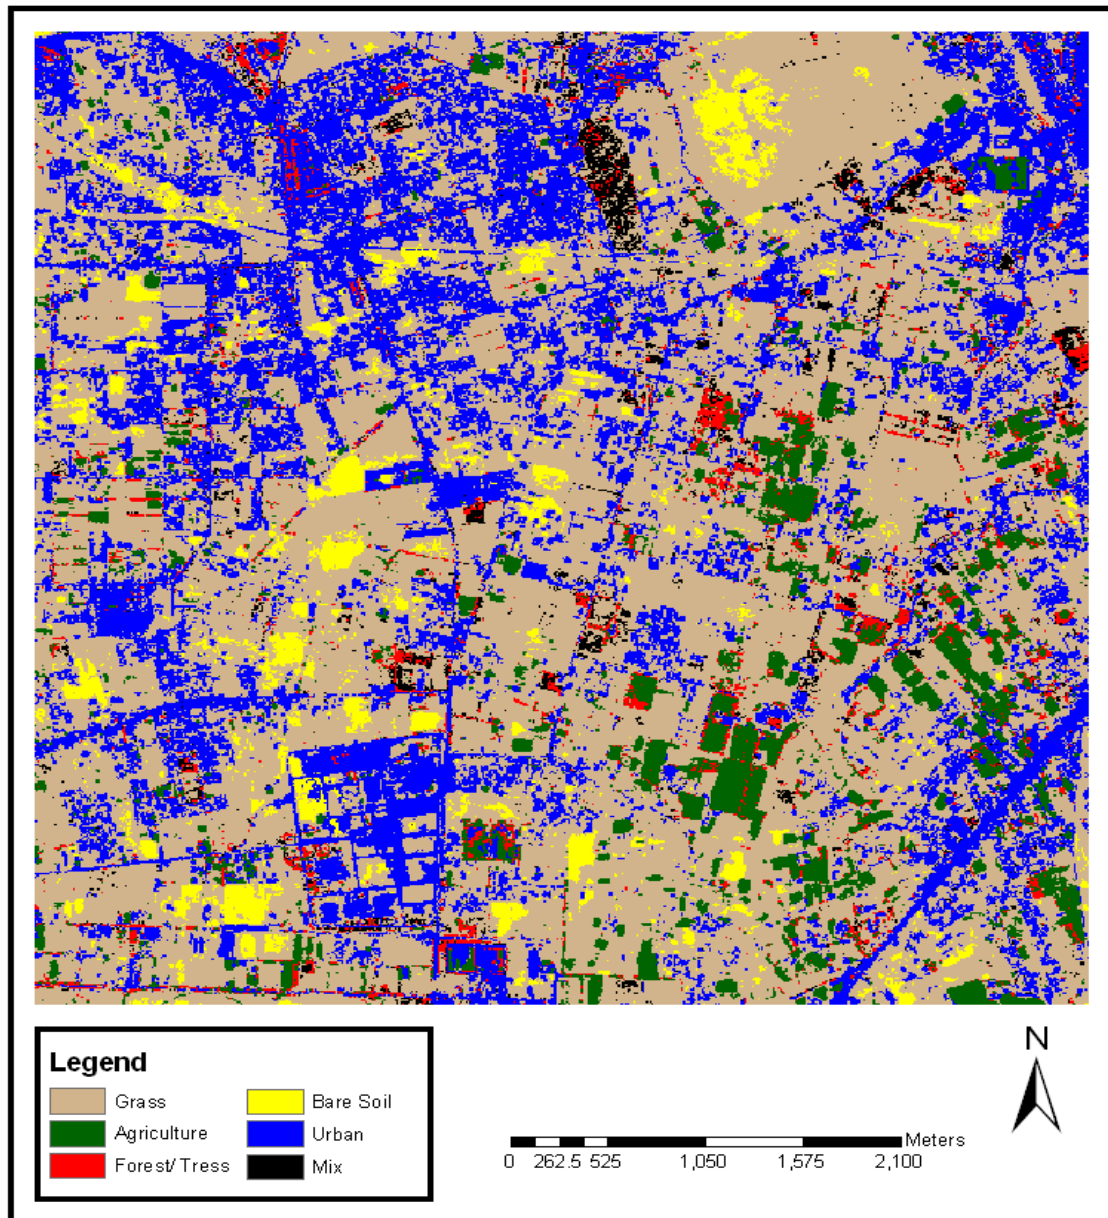 N
Legend
Grass
Bare Soil
Agriculture
Urban
Forest/ Tress
Mix
Meters
0 262.5 525 1,050 1,575 2,100